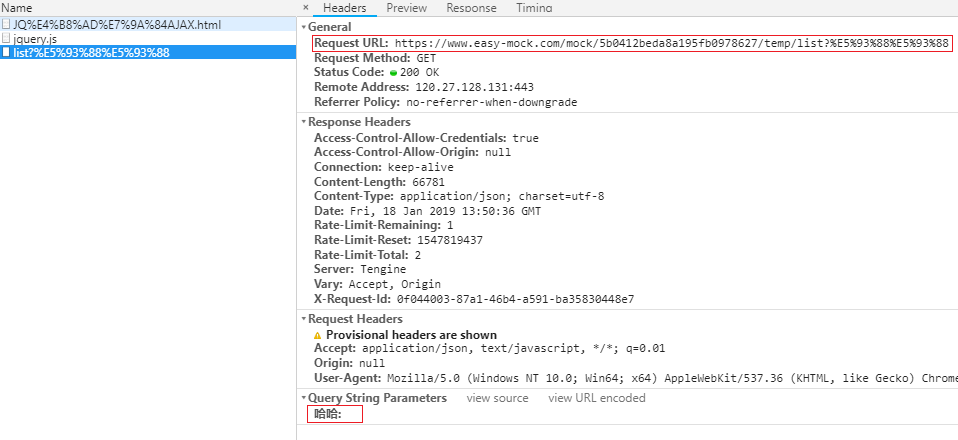 Name
JQ%E4%B8%AD%E7%9A%84AJAX.html
jquery.js
list?%E5%93%88%E5%93%88
× Headers Preview Response Timing
General
Request URL: https://www.easy-mock.com/mock/5b0412beda8a195fb0978627/temp/list?%E5%93%88%E5%93%88
Request Method: GET
Status Code: 200 OK
Remote Address: 120.27.128.131:443
Referrer Policy: no-referrer-when-downgrade
Response Headers
Access-Control-Allow-Credentials: true
Access-Control-Allow-Origin: null
Connection: keep-alive
Content-Length: 66781
Content-Type: application/json; charset=utf-8
Date: Fri, 18 Jan 2019 13:50:36 GMT
Rate-Limit-Remaining: 1
Rate-Limit-Reset: 1547819437
Rate-Limit-Total: 2
Server: Tengine
Vary: Accept, Origin
X-Request-Id: 0f044003-87a1-46b4-a591-ba35830448e7
Request Headers
Provisional headers are shown
Accept: application/json, text/javascript, */*; q=0.01
Origin: null
User-Agent: Mozilla/5.0 (Windows NT 10.0; Win64; x64) AppleWebKit/537.36 (KHTML, like Gecko) Chrome
Query String Parameters view source view URL encoded
哈哈: